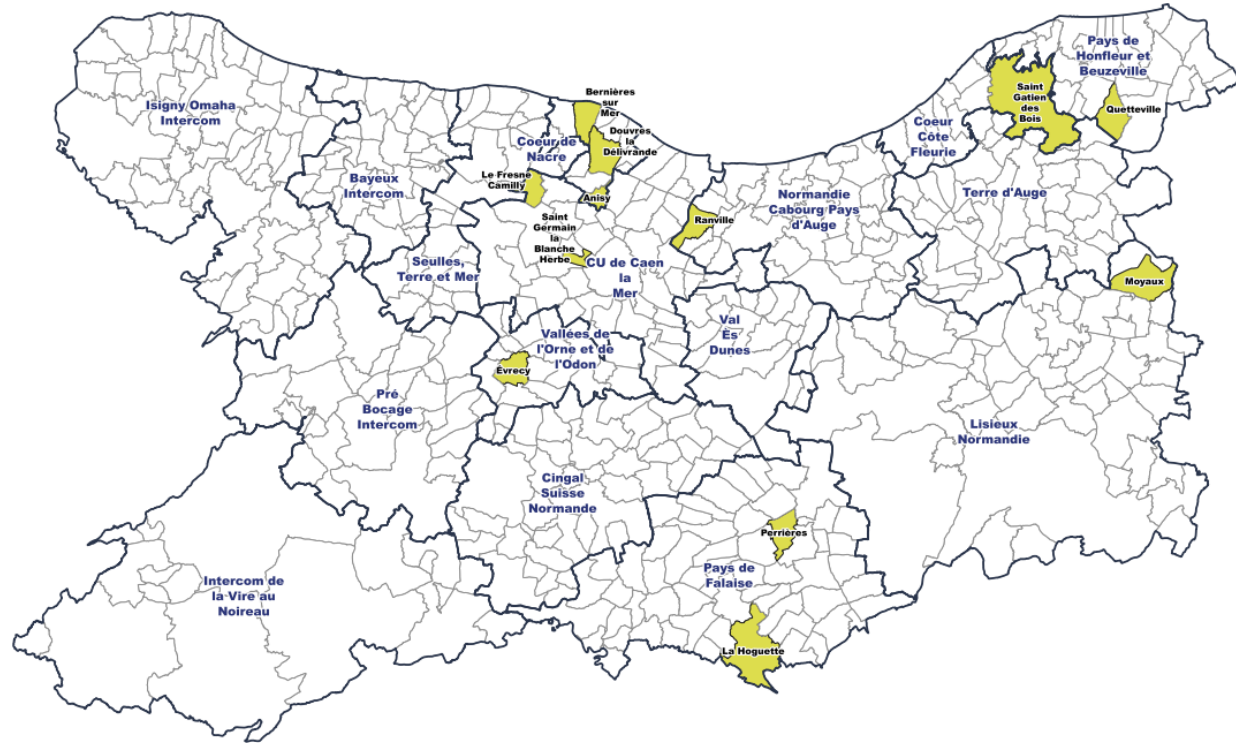 Pays de
Honfleur et
Beuzeville
Saint
Gatien
des
Bois
Quetteville
Isigny Omaha
Intercom
Bernières
sur
Mer
Douvres
la
Délivrande
Coeur de
Nacre
Coeur
Côte
Fleurie
Bayeux
Intercom
Le Fresne
Camilly
Anisy
Terre d'Auge
Normandie
Cabourg Pays
d'Auge
Ranville
Saint
Germain
la
Blanche
Herbe
Seulles,
Terre et Mer
CU de Caen
la
Mer
Moyaux
Val
Ès
Dunes
Vallées de
l'Orne et de
l'Odon
Évrecy
Pré
Bocage
Intercom
Lisieux
Normandie
Cingal
Suisse
Normande
Perrières
Pays de
Falaise
Intercom de
la Vire au
Noireau
La Hoguette